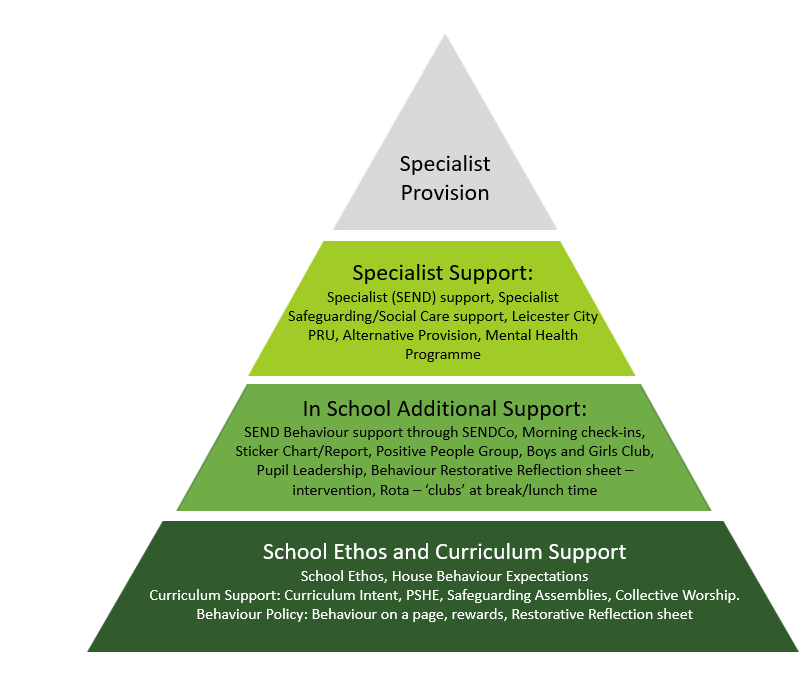 Specialist
Provision
Specialist Support:
Specialist (SEND) support, Specialist
Safeguarding/Social Care support, Leicester City
PRU, Alternative Provision, Mental Health
Programme
In School Additional Support:
SEND Behaviour support through SENDCo, Morning check-ins,
Sticker Chart/Report, Positive People Group, Boys and Girls Club,
Pupil Leadership, Behaviour Restorative Reflection sheet –
intervention, Rota – ‘clubs’ at break/lunch time
School Ethos and Curriculum Support
School Ethos, House Behaviour Expectations
Curriculum Support: Curriculum Intent, PSHE, Safeguarding Assemblies, Collective Worship.
Behaviour Policy: Behaviour on a page, rewards, Restorative Reflection sheet